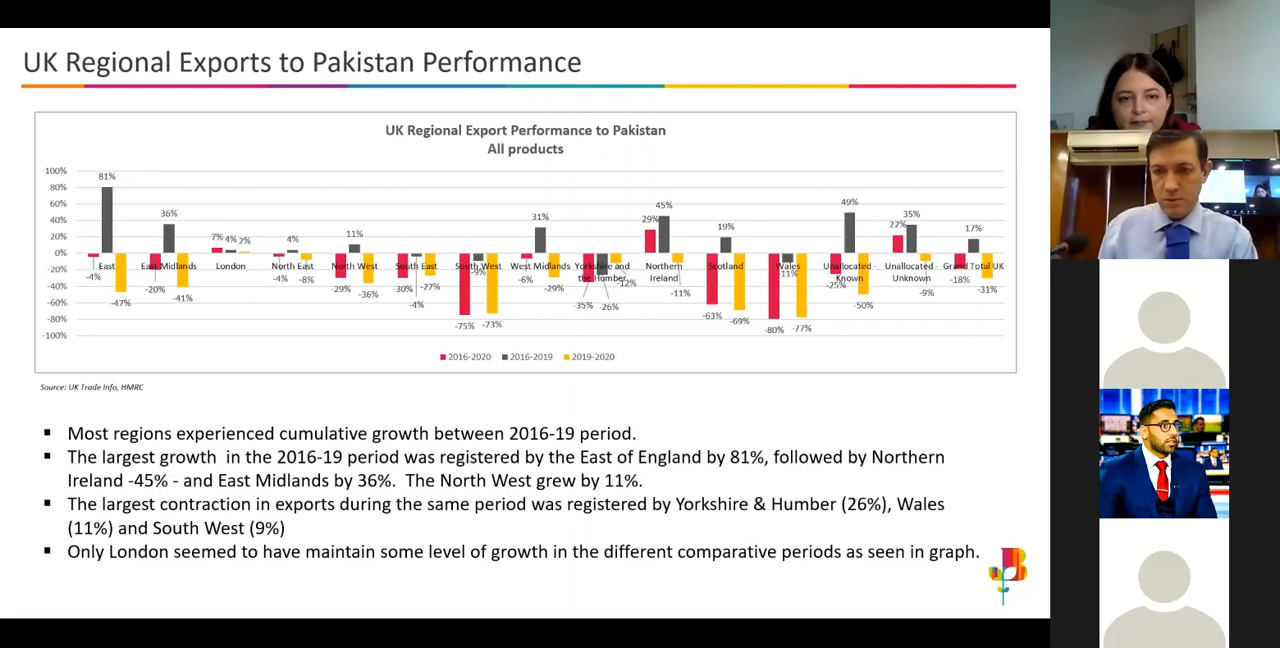 UK Regional Exports to Pakistan Performance
UK Regional Export Performance to Pakistan
All products
100%
80%
60%
40%
20%
0%
-20%
-40%
-60%
-80%
-100%
-4% 81% -47%
East
-20% 36% -41%
East Midlands
7% 4% 2%
London
-4% 4% -8%
North East
-29% 11% -36%
North West
-30% -4% -27%
South East
-75% -9% -73%
South West
-6% 31% -29%
West Midlands
-35% -26% -12%
Yorkshire and
the Humber
29% 45% -11%
Northern
Ireland
-63% 19% -69%
Scotland
-80% -11% -77%
Wales
-25% 49% -50%
Unallocated -
Known
22% 35% -9%
Unallocated -
Unknown
-18% 17% -31%
Grand Total UK
2016-2020 2016-2019 2019-2020
Source: UK Trade Info, HMRC
▪ Most regions experienced cumulative growth between 2016-19 period.
▪ The largest growth in the 2016-19 period was registered by the East of England by 81%, followed by Northern
Ireland -45% - and East Midlands by 36%. The North West grew by 11%.
▪ The largest contraction in exports during the same period was registered by Yorkshire & Humber (26%), Wales
(11%) and South West (9%)
▪ Only London seemed to have maintain some level of growth in the different comparative periods as seen in graph.